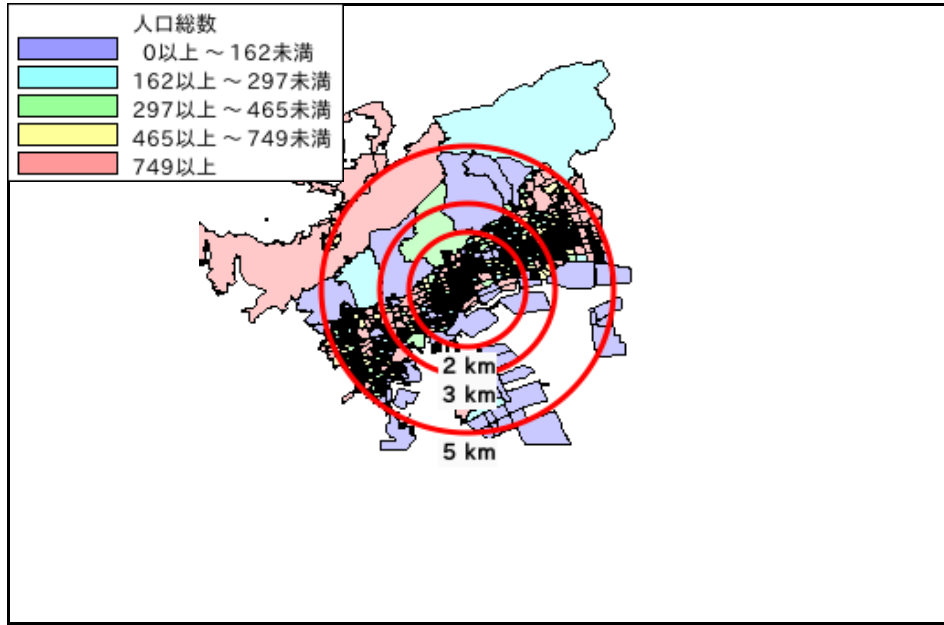 人口総数
0以上 ~ 162未満
162以上 ~ 297未満
297以上 ~ 465未満
465以上 ~ 749未満
749以上
2 km
3 km
5 km